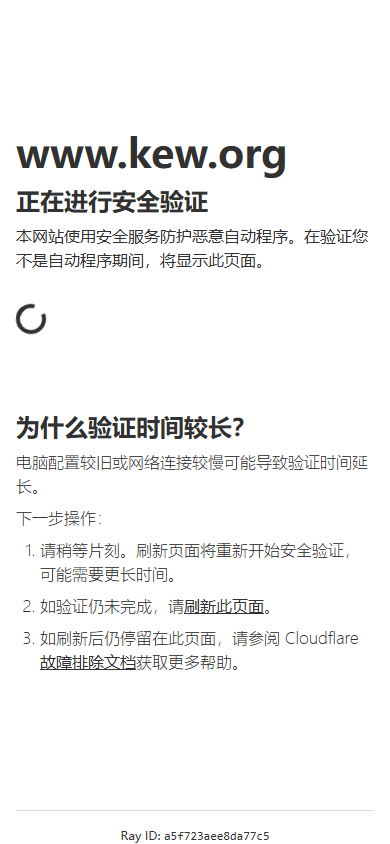 www.kew.org
正在进行安全验证
本网站使用安全服务防护恶意自动程序。在验证您
不是自动程序期间，将显示此页面。
为什么验证时间较长？
电脑配置较旧或网络连接较慢可能导致验证时间延
长。
下一步操作：
1. 请稍等片刻。刷新页面将重新开始安全验证，
可能需要更长时间。
2. 如验证仍未完成，请刷新此页面。
3. 如刷新后仍停留在此页面，请参阅 Cloudflare
故障排除文档获取更多帮助。
Ray ID: a5f723aee8da77c5